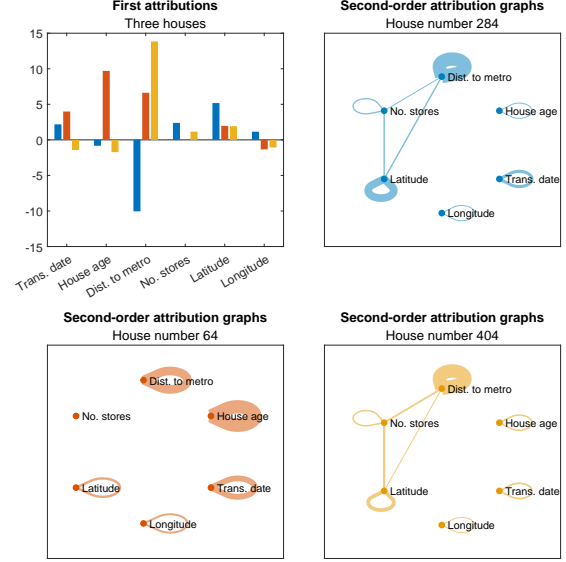 First attributions
Three houses
15
10
5
0
-5
-10
-15
Trans. date
House age
Dist. to metro
No. stores
Latitude
Longitude
Second-order attribution graphs
House number 284
Dist. to metro
No. stores
House age
Latitude
Trans. date
Longitude
Second-order attribution graphs
House number 64
Dist. to metro
No. stores
House age
Latitude
Trans. date
Longitude
Second-order attribution graphs
House number 404
Dist. to metro
No. stores
House age
Latitude
Trans. date
Longitude